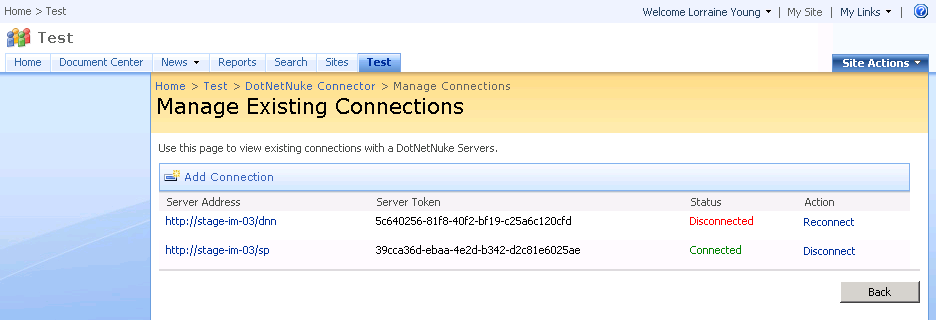 Home > Test
Welcome Lorraine Young | My Site | My Links |
Test
Home Document Center News Reports Search Sites Test Site Actions
Home > Test > DotNetNuke Connector > Manage Connections
Manage Existing Connections
Use this page to view existing connections with a DotNetNuke Servers.
Add Connection
Server Address Server Token Status Action
http://stage-im-03/dnn 5c640256-81f8-40f2-bf19-c25a6c120cfd Disconnected Reconnect
http://stage-im-03/sp 39cca36d-ebaa-4e2d-b342-d2c81e6025ae Connected Disconnect
Back